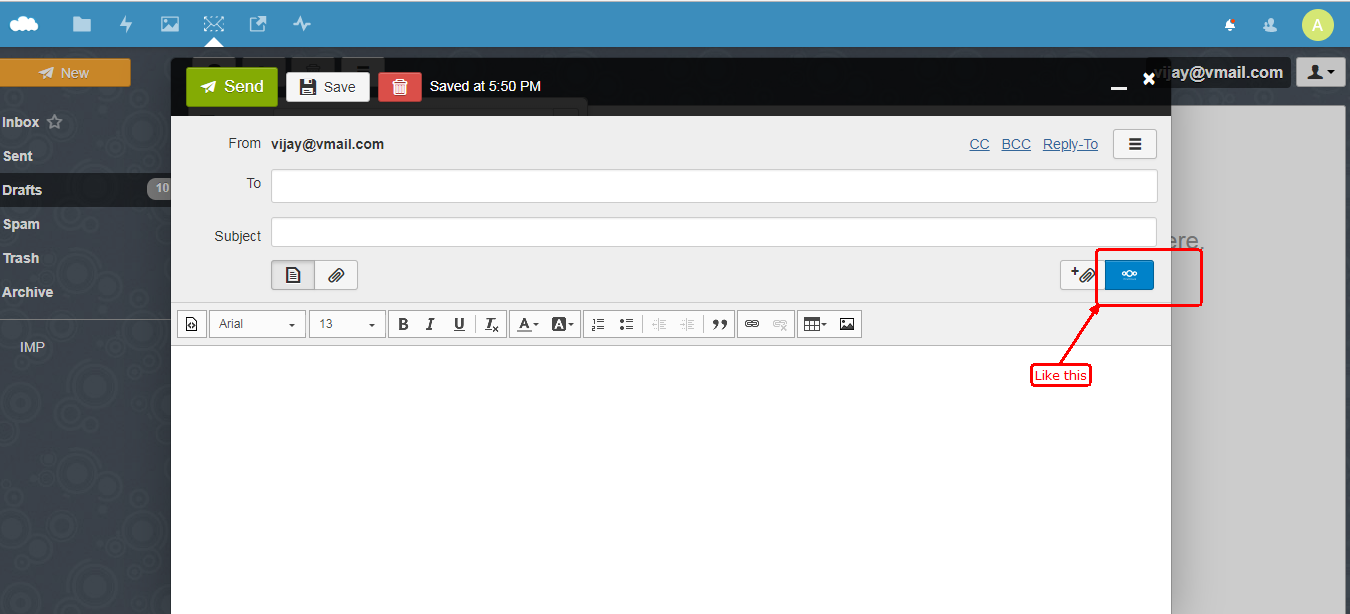 A
New
Send
Save
Saved at 5:50 PM
jay@vmail.com
Inbox
Sent
Drafts
10
Spam
Trash
Archive
IMP
From vijay@vmail.com
CC BCC Reply-To
To
Subject
ere.
Arial
13
B I U
Like this